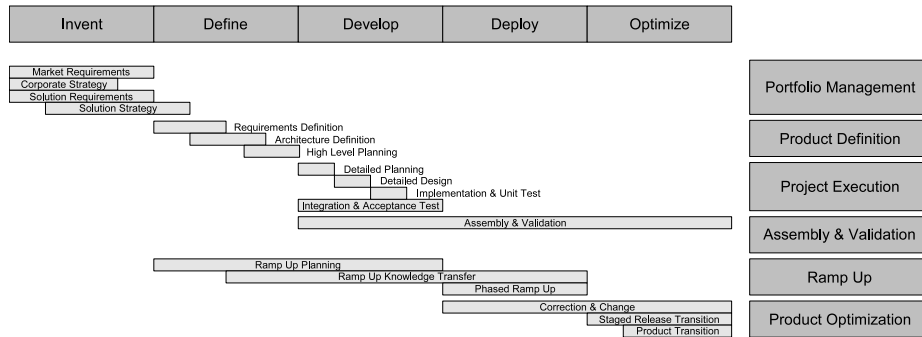 Invent Define Develop Deploy Optimize
Market Requirements
Corporate Strategy
Solution Requirements
Solution Strategy
Portfolio Management
Requirements Definition
Architecture Definition
High Level Planning
Product Definition
Detailed Planning
Detailed Design
Implementation & Unit Test
Integration & Acceptance Test
Project Execution
Assembly & Validation
Assembly & Validation
Ramp Up Planning
Ramp Up Knowledge Transfer
Phased Ramp Up
Ramp Up
Correction & Change
Staged Release Transition
Product Transition
Product Optimization